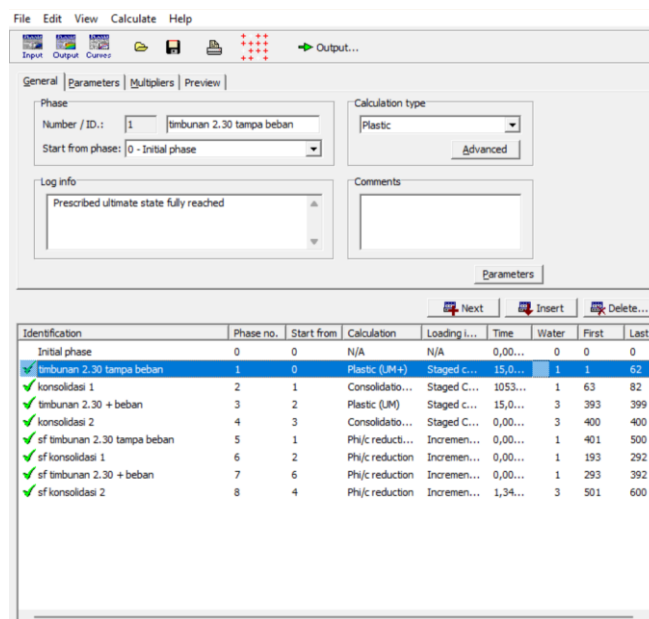 File Edit View Calculate Help
Input Output Curves Output...
General Parameters Multipliers Preview
Phase
Number / ID.: 1 timbunan 2.30 tampa beban
Start from phase: 0 - Initial phase
Calculation type
Plastic
Advanced
Log info
Prescribed ultimate state fully reached
Comments
Parameters
Next Insert Delete...
Identification Phase no. Start from Calculation Loading i... Time Water First Last
Initial phase 0 0 N/A N/A 0,00... 0 0 0
timbunan 2.30 tampa beban 1 0 Plastic (UM+) Staged c... 15,0... 1 1 62
konsolidasi 1 2 1 Consolidatio... Staged C... 1053... 1 63 82
timbunan 2.30 + beban 3 2 Plastic (UM) Staged c... 15,0... 3 393 399
konsolidasi 2 4 3 Consolidatio... Staged C... 0,00... 3 400 400
sf timbunan 2.30 tampa beban 5 1 Phi/c reducti... Incremen... 0,00... 1 401 500
sf konsolidasi 1 6 2 Phi/c reduction Incremen... 0,00... 1 193 292
sf timbunan 2.30 + beban 7 6 Phi/c reduction Incremen... 0,00... 1 293 392
sf konsolidasi 2 8 4 Phi/c reduction Incremen... 1,34... 3 501 600